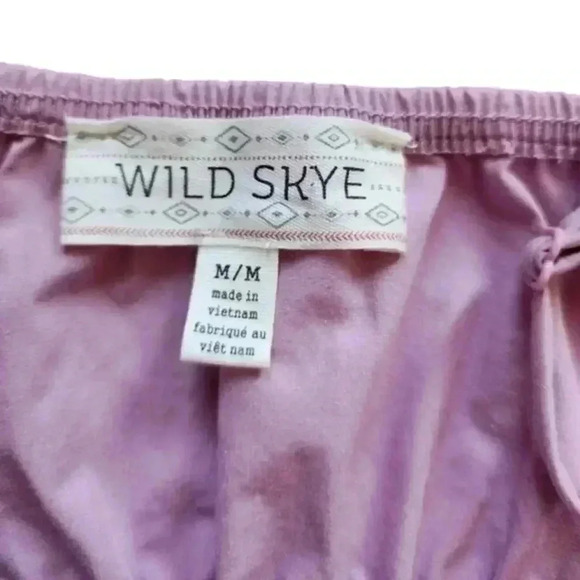 WILD SKYE
M/M
made in
vietnam
fabriqué au
viêt nam